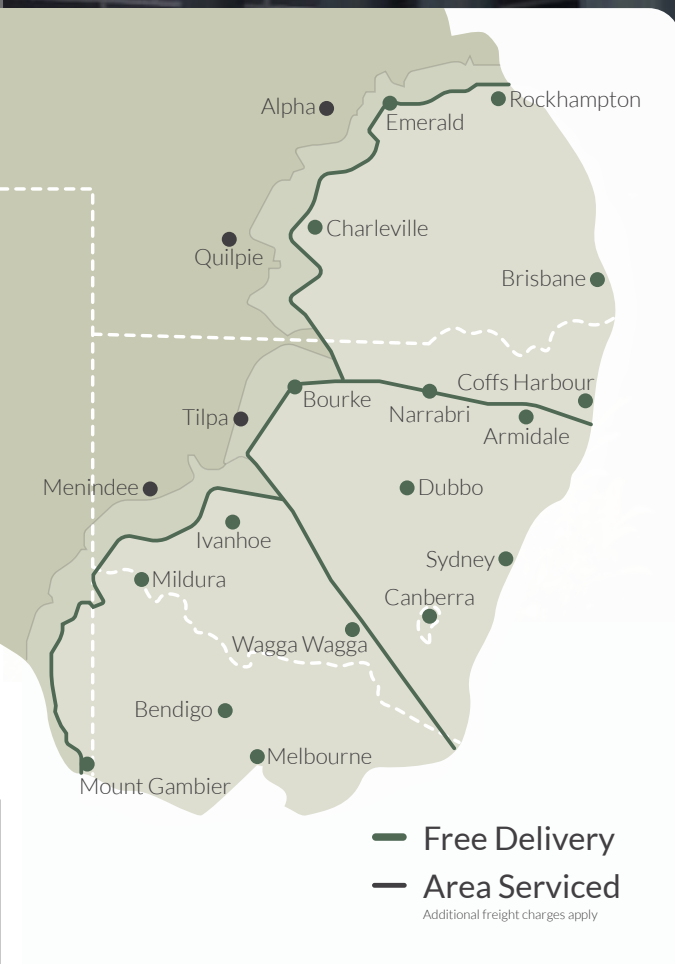 Alpha
Rockhampton
Emerald
Charleville
Quilpie
Brisbane
Coffs Harbour
Bourke
Narrabri
Tilpa
Armidale
Menindee
Dubbo
Ivanhoe
Sydney
Mildura
Canberra
Wagga Wagga
Bendigo
Melbourne
Mount Gambier
Free Delivery
Area Serviced
Additional freight charges apply